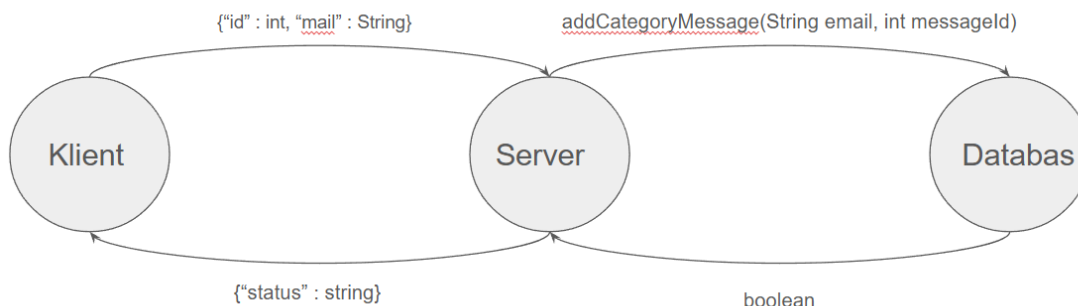 {“id” : int, “mail” : String}
addCategoryMessage(String email, int messageId)
Klient
Server
Databas
{“status” : string}
boolean